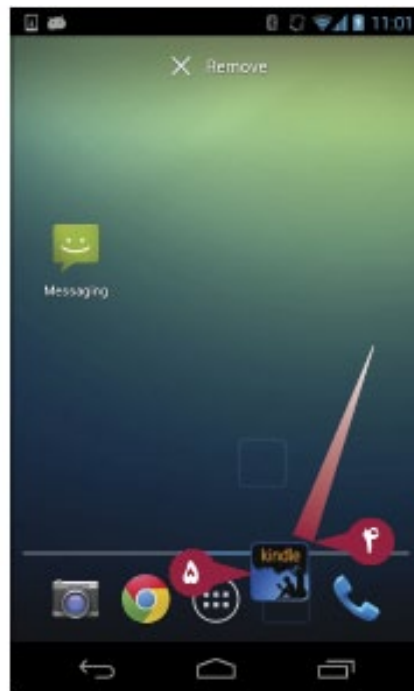 11:01
Remove
Messaging
kindle
۴
۵